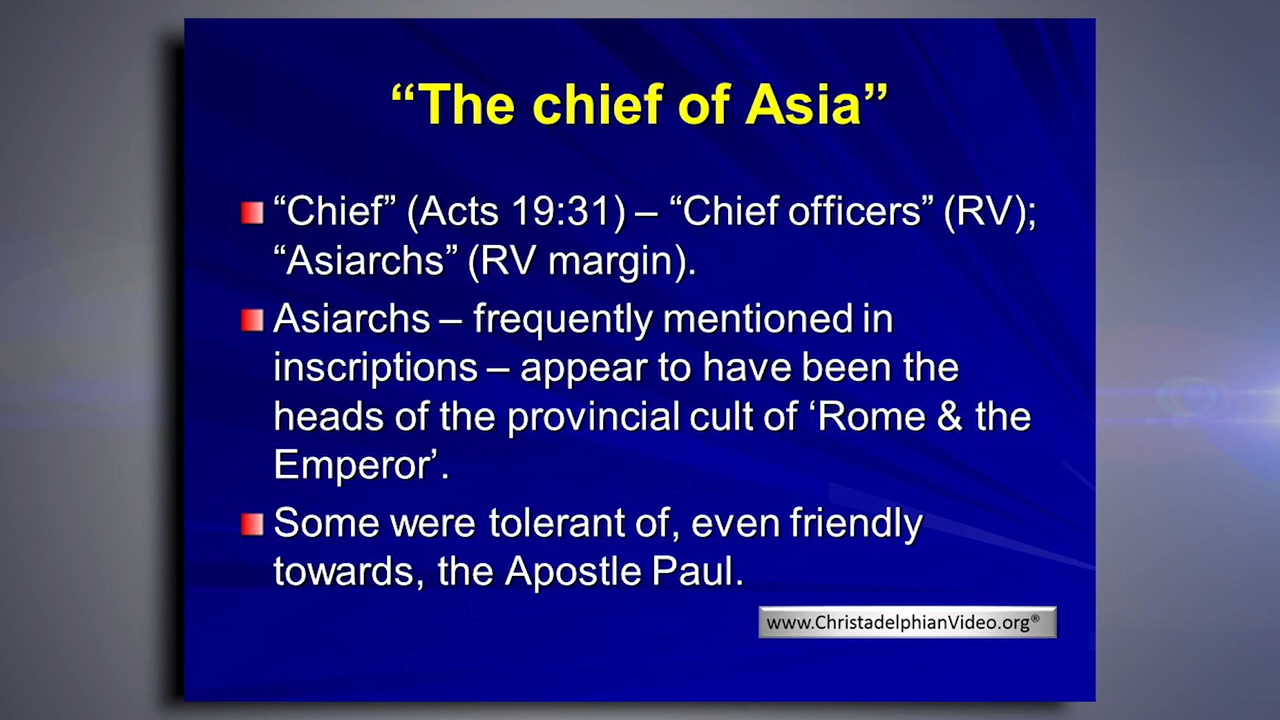 “The chief of Asia”
“Chief” (Acts 19:31) – “Chief officers” (RV);
“Asiarchs” (RV margin).
Asiarchs – frequently mentioned in
inscriptions – appear to have been the
heads of the provincial cult of ‘Rome & the
Emperor’.
Some were tolerant of, even friendly
towards, the Apostle Paul.
www.ChristadelphianVideo.org®